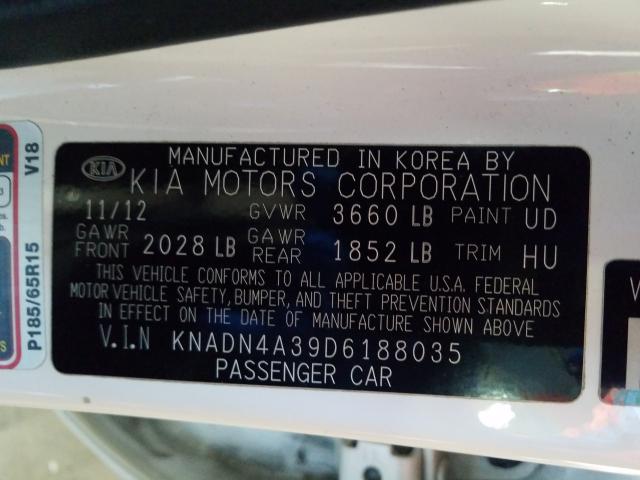 KIA
MANUFACTURED IN KOREA BY
KIA MOTORS CORPORATION
11/12 GVWR 3660 LB PAINT UD
GAWR FRONT 2028 LB GAWR REAR 1852 LB TRIM HU
THIS VEHICLE CONFORMS TO ALL APPLICABLE U.S.A. FEDERAL
MOTOR VEHICLE SAFETY, BUMPER, AND THEFT PREVENTION STANDARDS
IN EFFECT ON DATE OF MANUFACTURE SHOWN ABOVE
V.I.N KNADN4A39D6188035
PASSENGER CAR
P185/65R15 V18